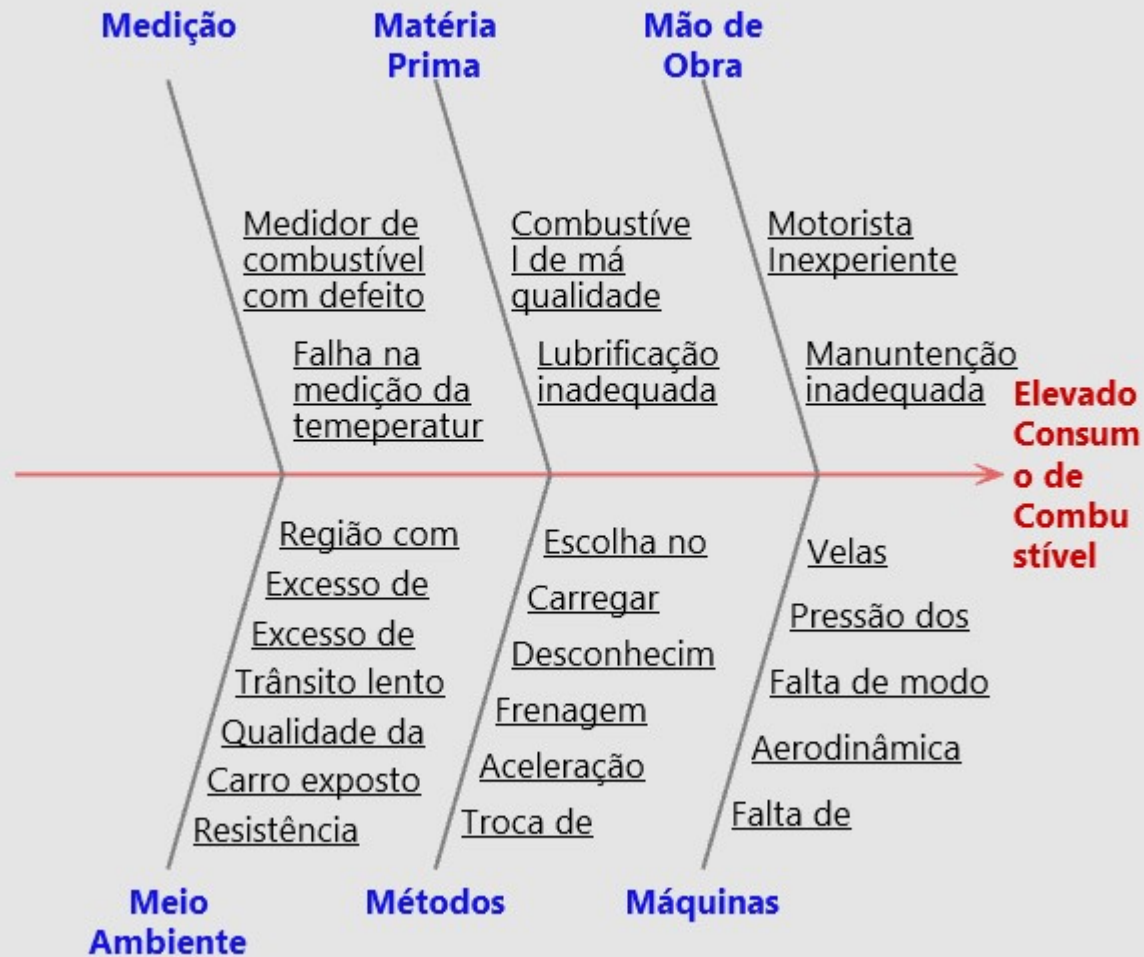 Medição
Matéria
Prima
Mão de
Obra
Medidor de
combustível
com defeito
Falha na
medição da
temeperatur
Combustíve
l de má
qualidade
Lubrificação
inadequada
Motorista
Inexperiente
Manuntenção
inadequada
Elevado
Consum
o de
Combu
stível
Região com
Excesso de
Excesso de
Trânsito lento
Qualidade da
Carro exposto
Resistência
Escolha no
Carregar
Desconhecim
Frenagem
Aceleração
Troca de
Velas
Pressão dos
Falta de modo
Aerodinâmica
Falta de
Meio
Ambiente
Métodos
Máquinas